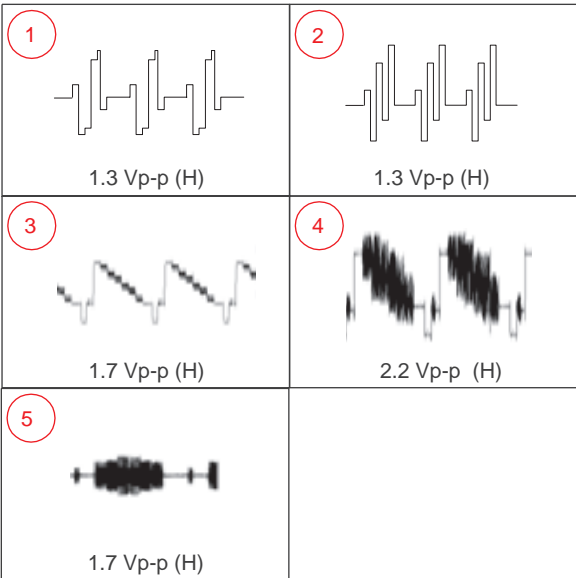 1
1.3 Vp-p (H)
2
1.3 Vp-p (H)
3
1.7 Vp-p (H)
4
2.2 Vp-p (H)
5
1.7 Vp-p (H)